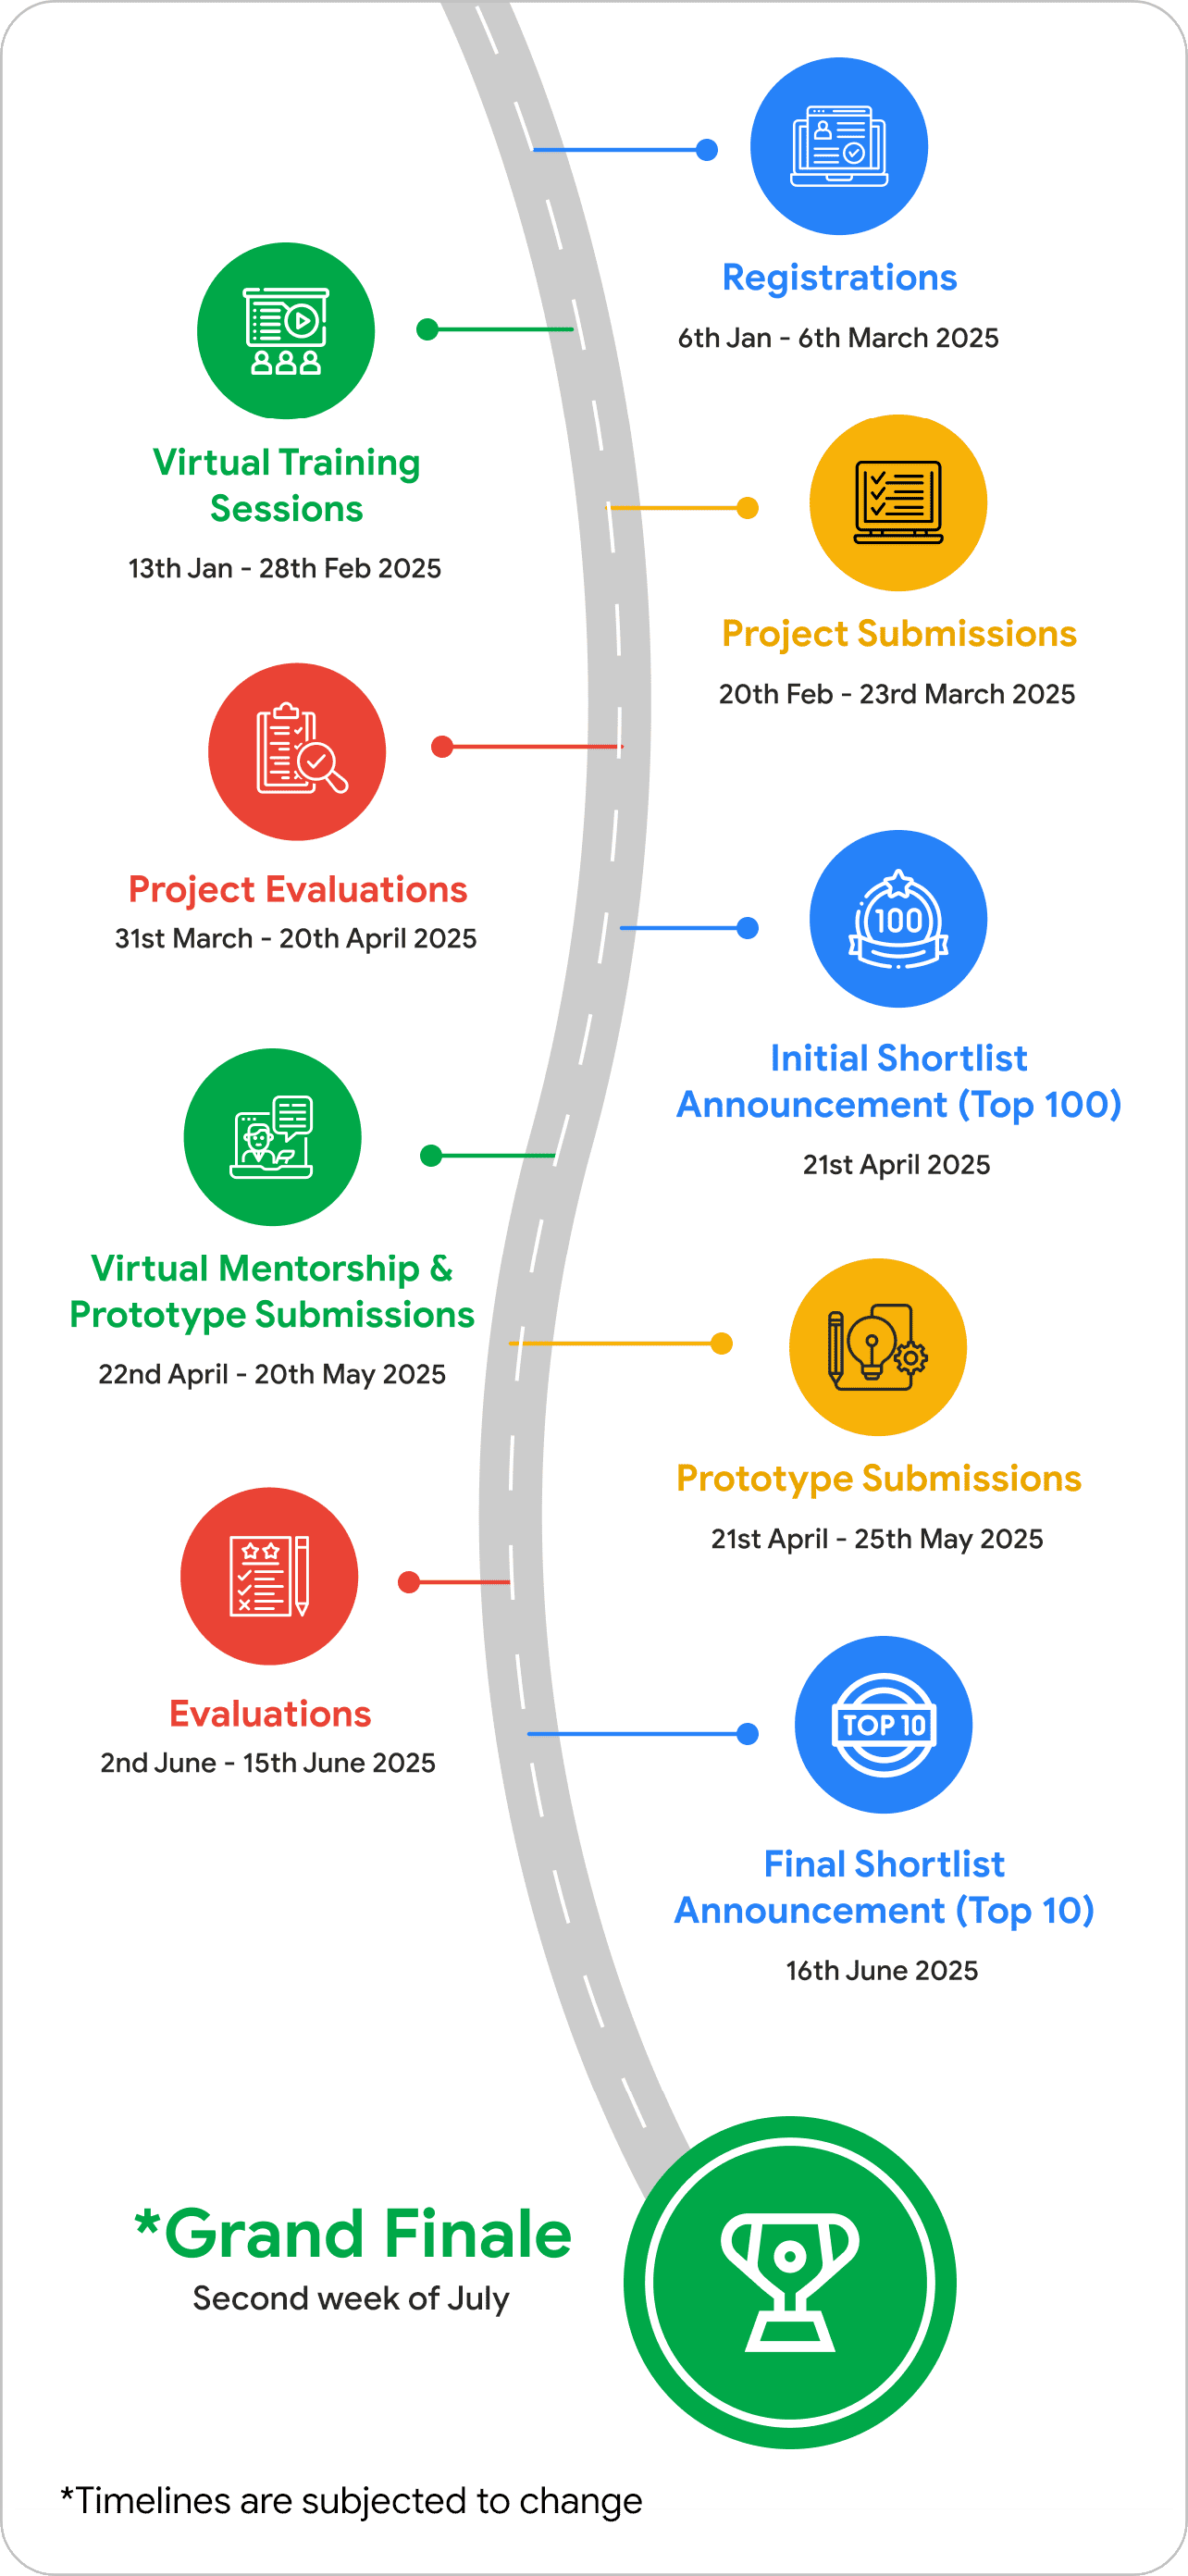 Registrations
6th Jan - 6th March 2025
Virtual Training
Sessions
13th Jan - 28th Feb 2025
Project Submissions
20th Feb - 23rd March 2025
Project Evaluations
31st March - 20th April 2025
100
Initial Shortlist
Announcement (Top 100)
21st April 2025
Virtual Mentorship &
Prototype Submissions
22nd April - 20th May 2025
Prototype Submissions
21st April - 25th May 2025
Evaluations
2nd June - 15th June 2025
TOP 10
Final Shortlist
Announcement (Top 10)
16th June 2025
*Grand Finale
Second week of July
*Timelines are subjected to change